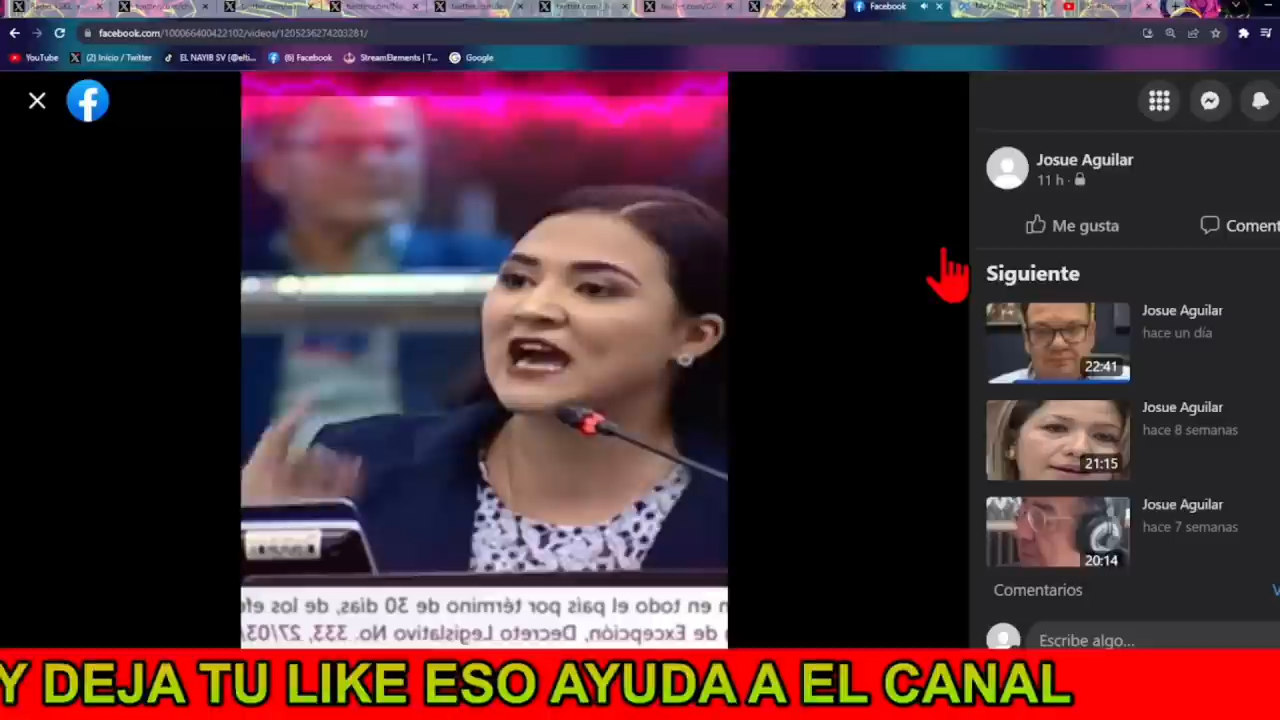 twitter.com/
Facebook
facebook.com/100066400422102/videos/1205236274203281/
YouTube
(2) Inicio / Twitter
EL NAYIB SV (@elti...
(6) Facebook
StreamElements | T...
Google
Josue Aguilar
11 h
Me gusta
Coment
Siguiente
Josue Aguilar
hace un día
22:41
Josue Aguilar
hace 8 semanas
21:15
Josue Aguilar
hace 7 semanas
20:14
Comentarios
Escribe algo...
n en todo el país por término de 30 días, de los efe
de Excepción, Decreto Legislativo No. 333, 27/03/
Y DEJA TU LIKE ESO AYUDA A EL CANAL